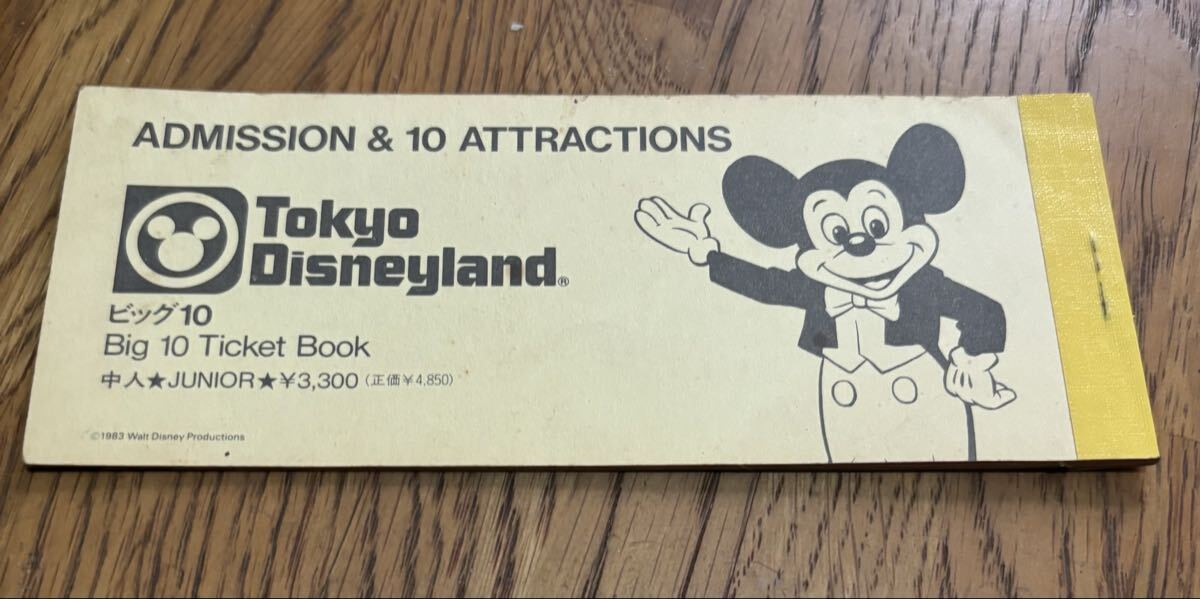 ADMISSION & 10 ATTRACTIONS
Tokyo
Disneyland®
ビッグ10
Big 10 Ticket Book
中人★JUNIOR★¥3,300（正価¥4,850）
©1983 Walt Disney Productions